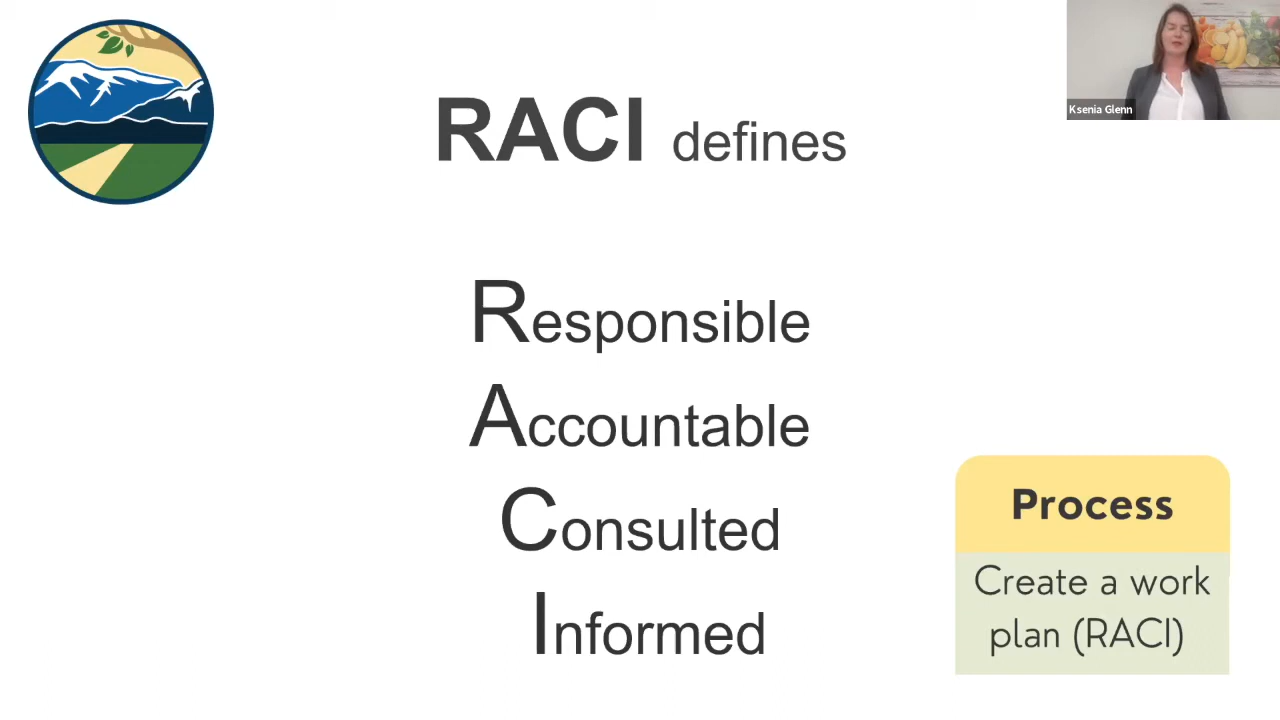 RACI defines
Ksenia Glenn
Responsible
Accountable
Consulted
Informed
Process
Create a work
plan (RACI)